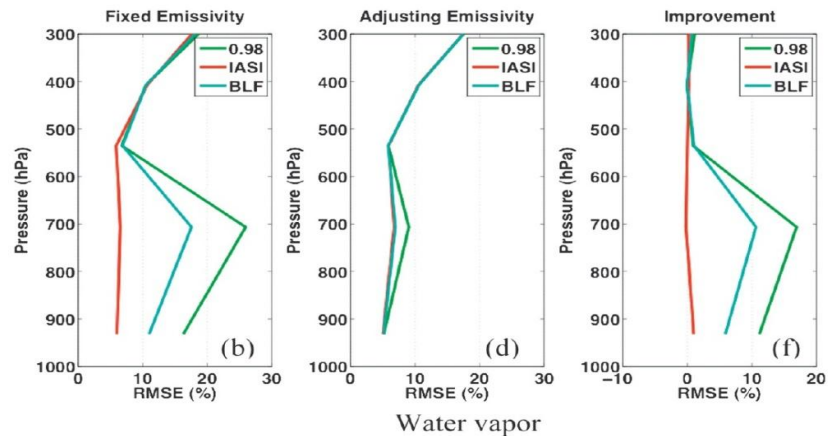 Fixed Emissivity
300
400
500
600
700
800
900
1000
Pressure (hPa)
0.98
IASI
BLF
(b)
0 10 20 30
RMSE (%)
Adjusting Emissivity
300
400
500
600
700
800
900
1000
Pressure (hPa)
0.98
IASI
BLF
(d)
0 10 20 30
RMSE (%)
Improvement
300
400
500
600
700
800
900
1000
Pressure (hPa)
0.98
IASI
BLF
(f)
−10 0 10 20
RMSE (%)
Water vapor